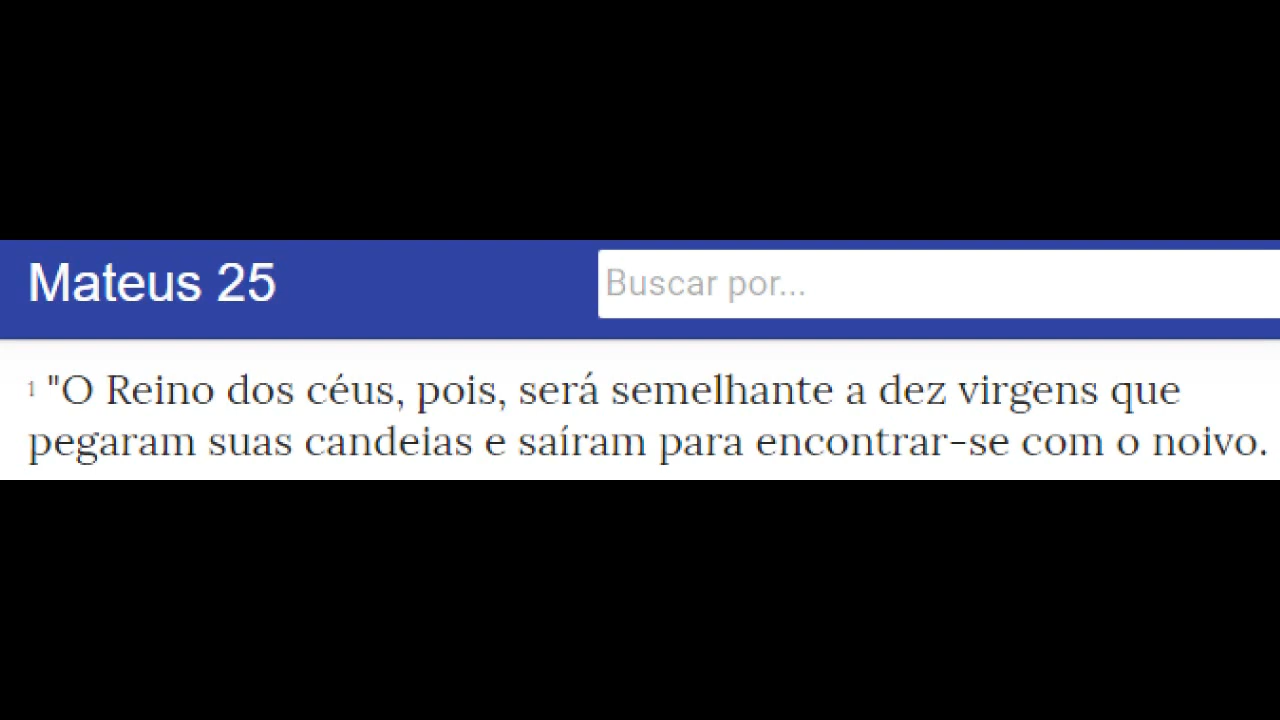 Mateus 25
Buscar por...
1 "O Reino dos céus, pois, será semelhante a dez virgens que
pegaram suas candeias e saíram para encontrar-se com o noivo.